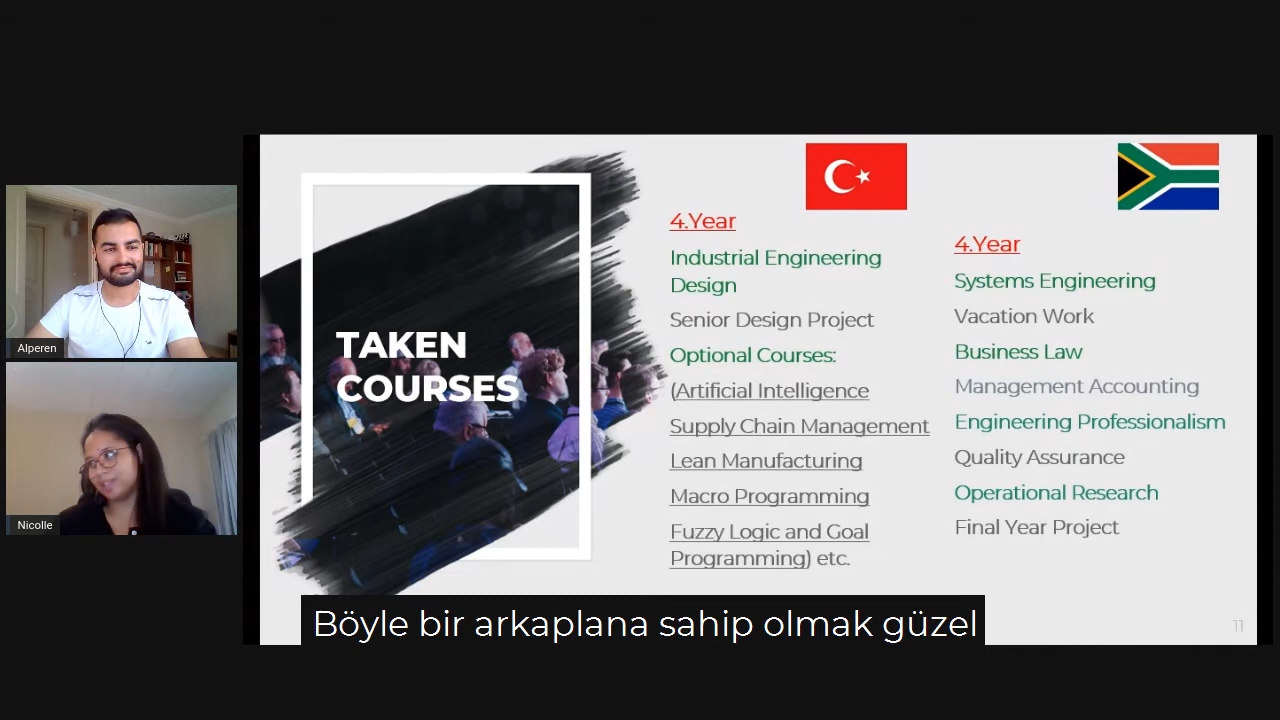 Alperen
Nicolle
TAKEN
COURSES
4.Year
Industrial Engineering
Design
Senior Design Project
Optional Courses:
(Artificial Intelligence
Supply Chain Management
Lean Manufacturing
Macro Programming
Fuzzy Logic and Goal
Programming) etc.
4.Year
Systems Engineering
Vacation Work
Business Law
Management Accounting
Engineering Professionalism
Quality Assurance
Operational Research
Final Year Project
Böyle bir arkaplana sahip olmak güzel
11